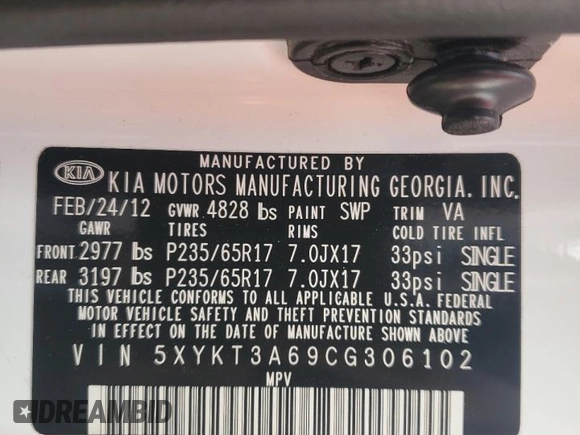 MANUFACTURED BY
KIA KIA MOTORS MANUFACTURING GEORGIA. INC.
FEB/24/12 GVWR 4828 lbs PAINT SWP TRIM VA
GAWR TIRES RIMS COLD TIRE INFL
FRONT 2977 lbs P235/65R17 7.0JX17 33psi SINGLE
REAR 3197 lbs P235/65R17 7.0JX17 33psi SINGLE
THIS VEHICLE CONFORMS TO ALL APPLICABLE U.S.A. FEDERAL
MOTOR VEHICLE SAFETY AND THEFT PREVENTION STANDARDS
IN EFFECT ON THE DATE OF MANUFACTURE SHOWN ABOVE.
VIN 5XYKT3A69CG306102
MPV
DREAMBID